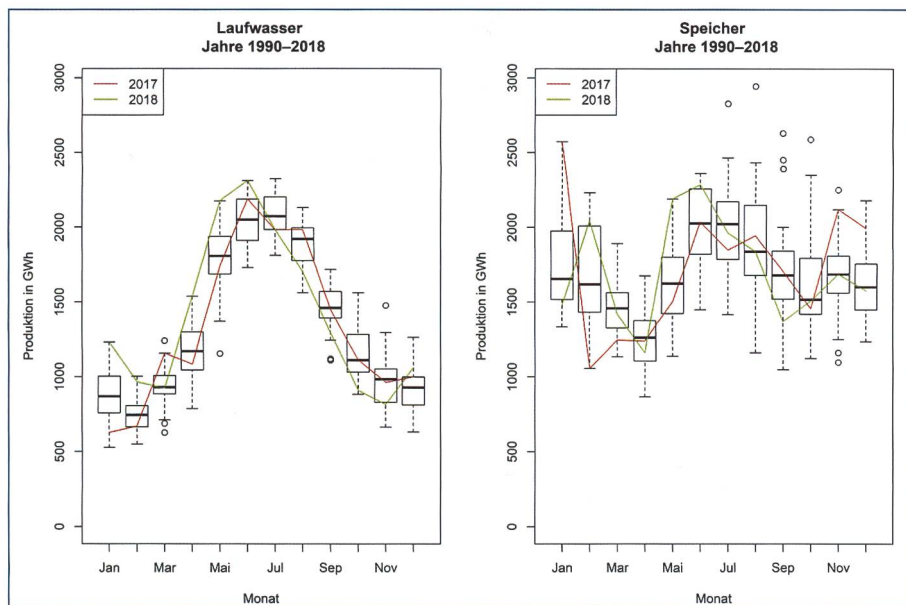 Laufwasser
Jahre 1990–2018
Produktion in GWh
3000
2500
2000
1500
1000
500
0
2017
2018
Jan
Mar
Mai
Jul
Sep
Nov
Monat
Speicher
Jahre 1990–2018
Produktion in GWh
3000
2500
2000
1500
1000
500
0
2017
2018
Jan
Mar
Mai
Jul
Sep
Nov
Monat